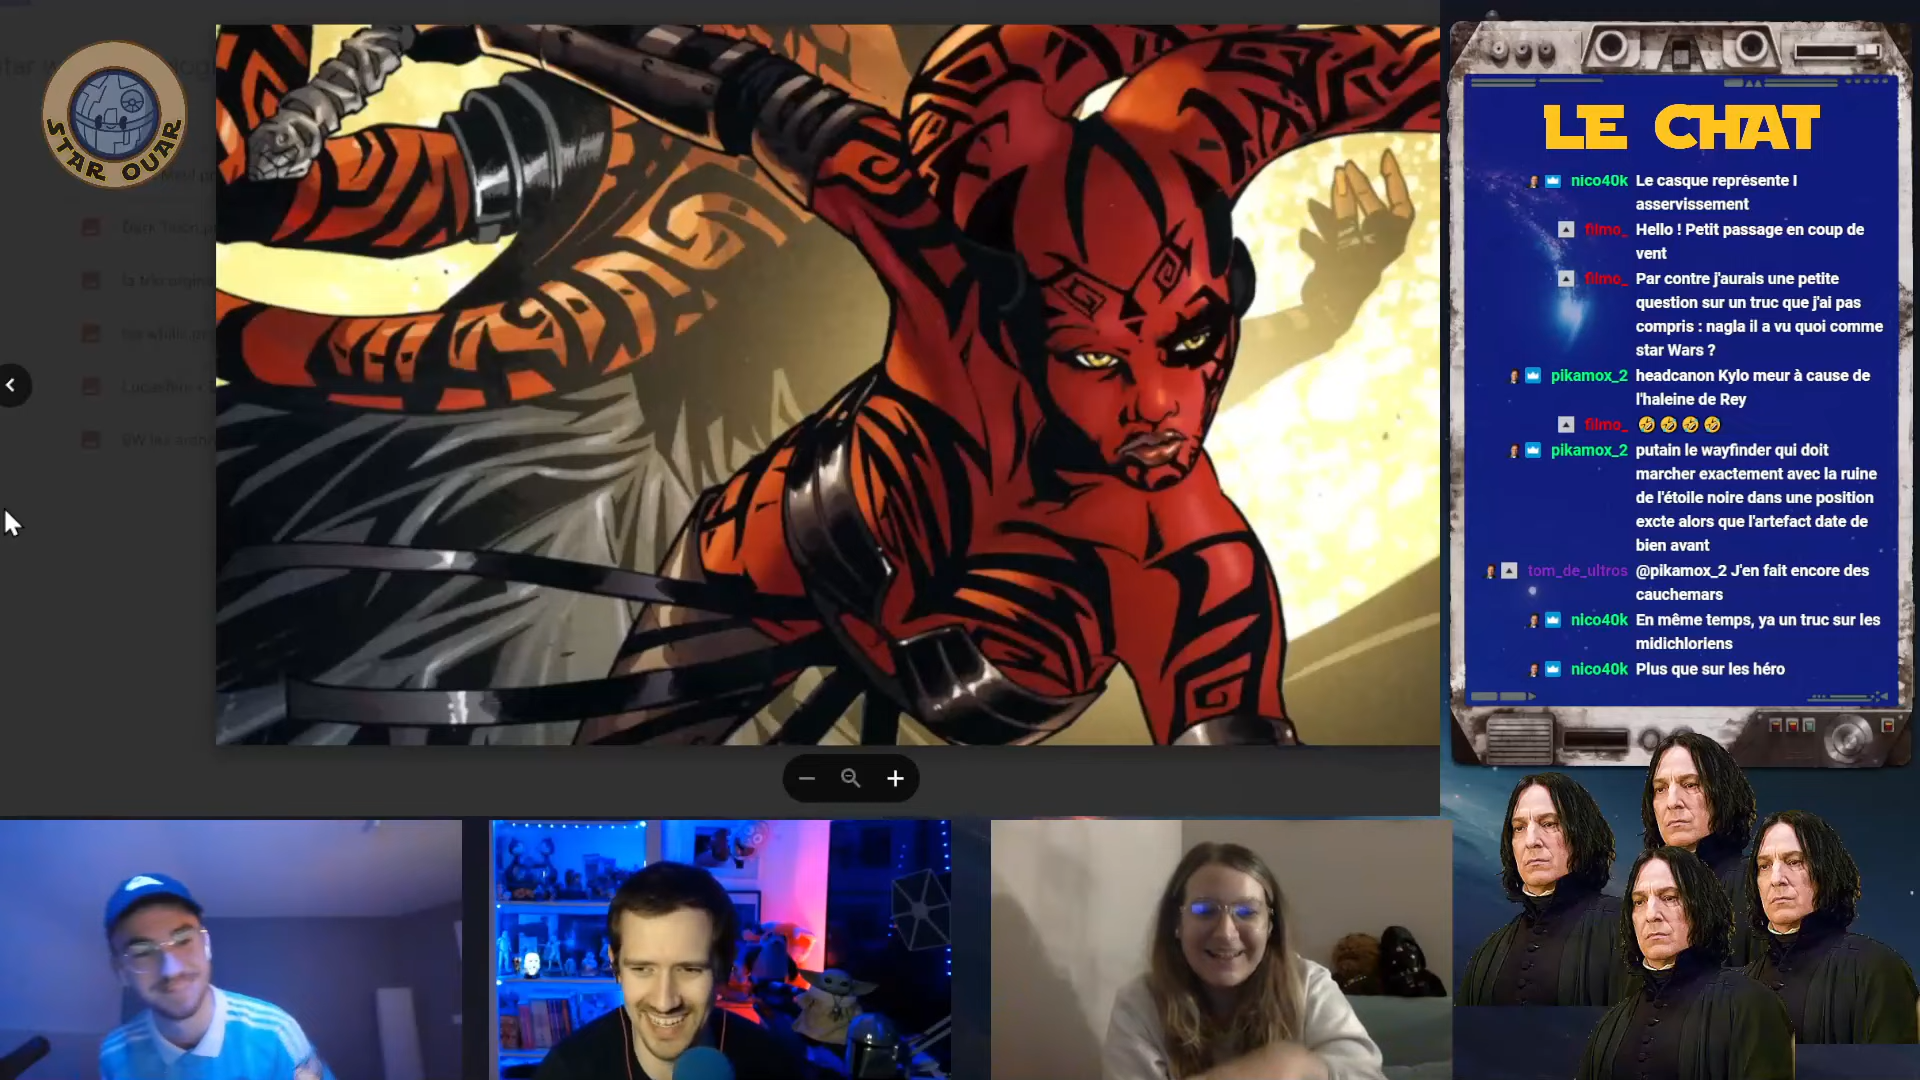 STAR OUAR
LE CHAT
nico40k Le casque représente l
asservissement
filmo_ Hello ! Petit passage en coup de
vent
filmo_ Par contre j'aurais une petite
question sur un truc que j'ai pas
compris : nagla il a vu quoi comme
star Wars ?
pikamox_2 headcanon Kylo meur à cause de
l'haleine de Rey
filmo_ 🤣🤣🤣🤣
pikamox_2 putain le wayfinder qui doit
marcher exactement avec la ruine
de l'étoile noire dans une position
excte alors que l'artefact date de
bien avant
tom_de_ultros @pikamox_2 J'en fait encore des
cauchemars
nico40k En même temps, ya un truc sur les
midichloriens
nico40k Plus que sur les héro